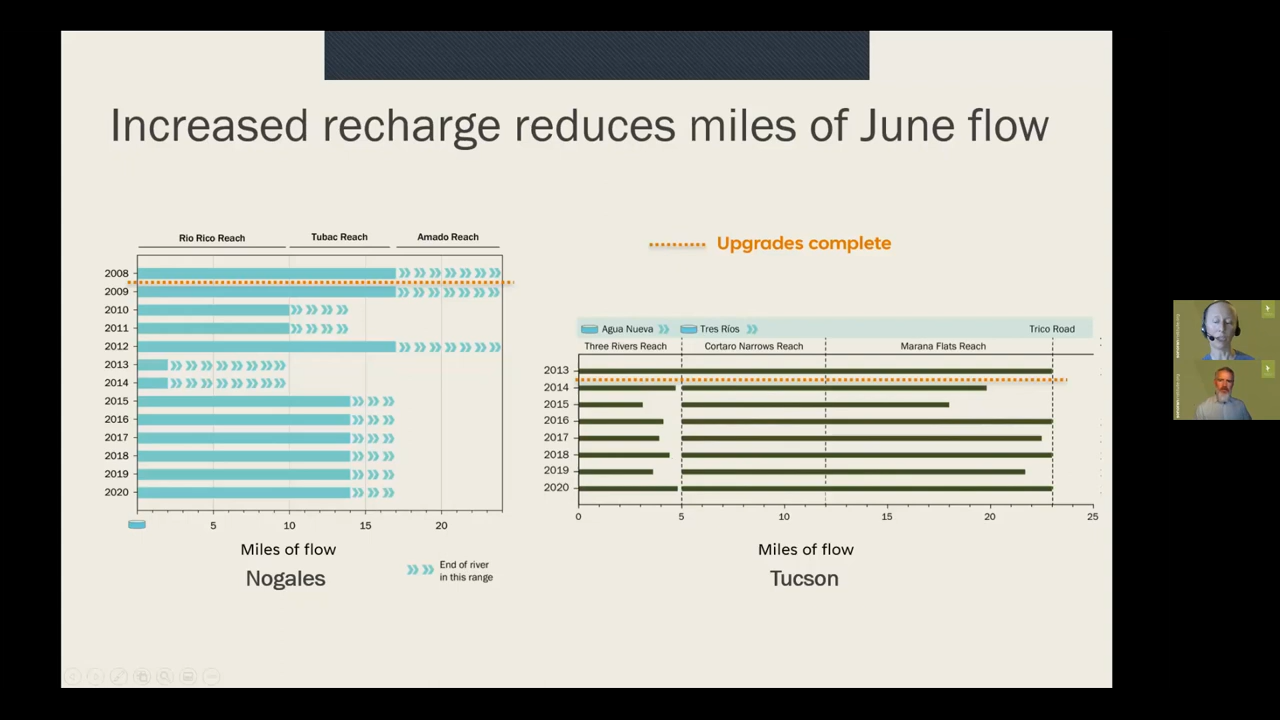 Increased recharge reduces miles of June flow
Rio Rico Reach
Tubac Reach
Amado Reach
2008
2009
2010
2011
2012
2013
2014
2015
2016
2017
2018
2019
2020
5
10
15
20
Miles of flow
Nogales
End of river
in this range
Upgrades complete
Agua Nueva
Tres Ríos
Trico Road
Three Rivers Reach
Cortaro Narrows Reach
Marana Flats Reach
2013
2014
2015
2016
2017
2018
2019
2020
0
5
10
15
20
25
Miles of flow
Tucson